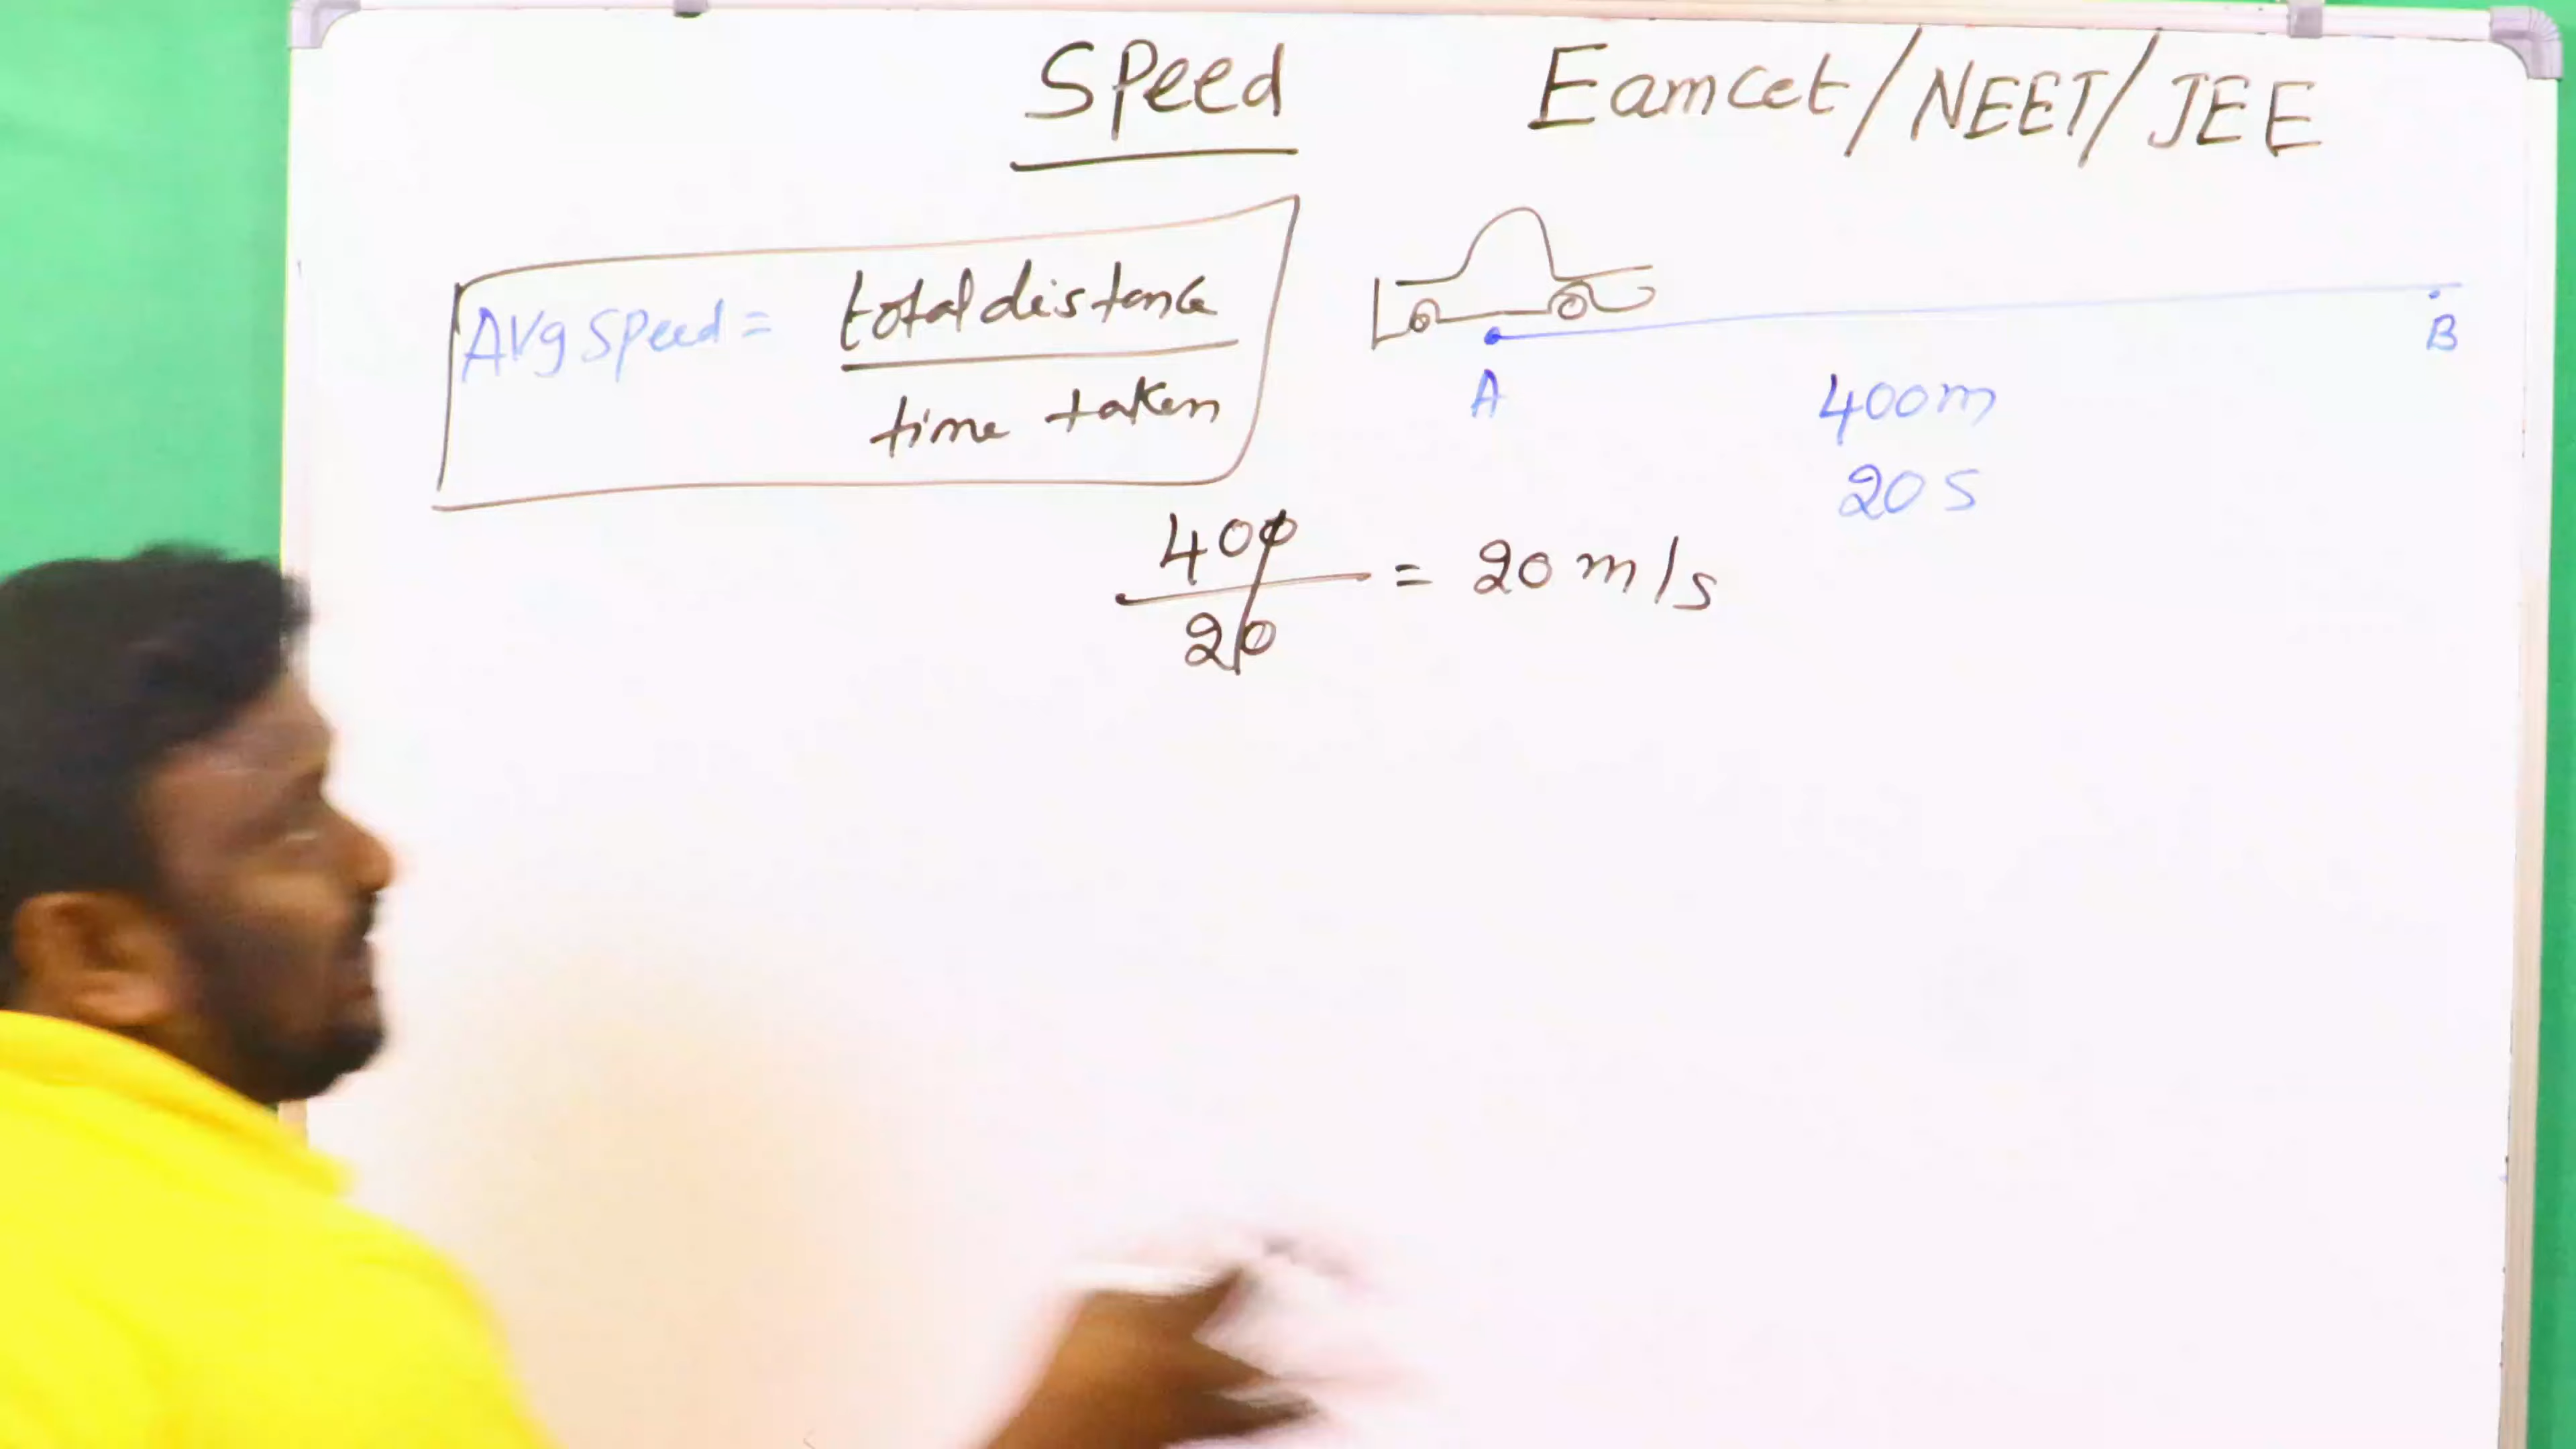 Speed
Eamcet/NEET/JEE
Avg Speed = total distance
time taken
A
B
400m
20 s
400
20
= 20 m/s